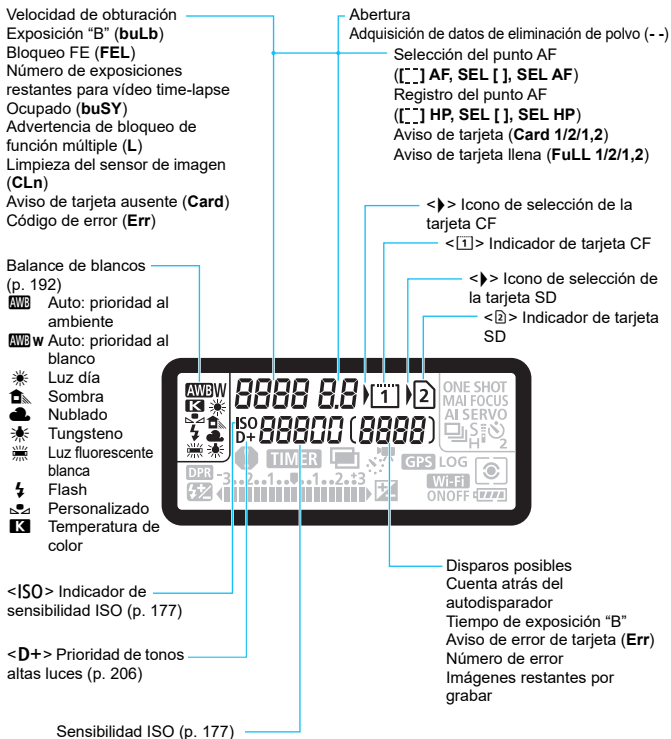 Velocidad de obturación
Exposición “B” (buLb)
Bloqueo FE (FEL)
Número de exposiciones
restantes para vídeo time-lapse
Ocupado (buSY)
Advertencia de bloqueo de
función múltiple (L)
Limpieza del sensor de imagen
(CLn)
Aviso de tarjeta ausente (Card)
Código de error (Err)
Abertura
Adquisición de datos de eliminación de polvo (- -)
Selección del punto AF
([ ] AF, SEL [ ], SEL AF)
Registro del punto AF
([ ] HP, SEL [ ], SEL HP)
Aviso de tarjeta (Card 1/2/1,2)
Aviso de tarjeta llena (FuLL 1/2/1,2)
< > Icono de selección de la
tarjeta CF
<1> Indicador de tarjeta CF
< > Icono de selección de
la tarjeta SD
<2> Indicador de tarjeta
SD
Balance de blancos
(p. 192)
AWB Auto: prioridad al
ambiente
AWB w Auto: prioridad al
blanco
Luz día
Sombra
Nublado
Tungsteno
Luz fluorescente
blanca
Flash
Personalizado
K Temperatura de
color
<ISO> Indicador de
sensibilidad ISO (p. 177)
<D+> Prioridad de tonos
altas luces (p. 206)
Sensibilidad ISO (p. 177)
AWB W 8888 8.8 1 2 ONE SHOT
K MAI FOCUS
AI SERVO
ISO
D+ 88800 (8888) S H 2
TIMER GPS LOG
DPR -3..2..1..0..1..2..+3 Wi-Fi
ONOFF
Disparos posibles
Cuenta atrás del
autodisparador
Tiempo de exposición “B”
Aviso de error de tarjeta (Err)
Número de error
Imágenes restantes por
grabar